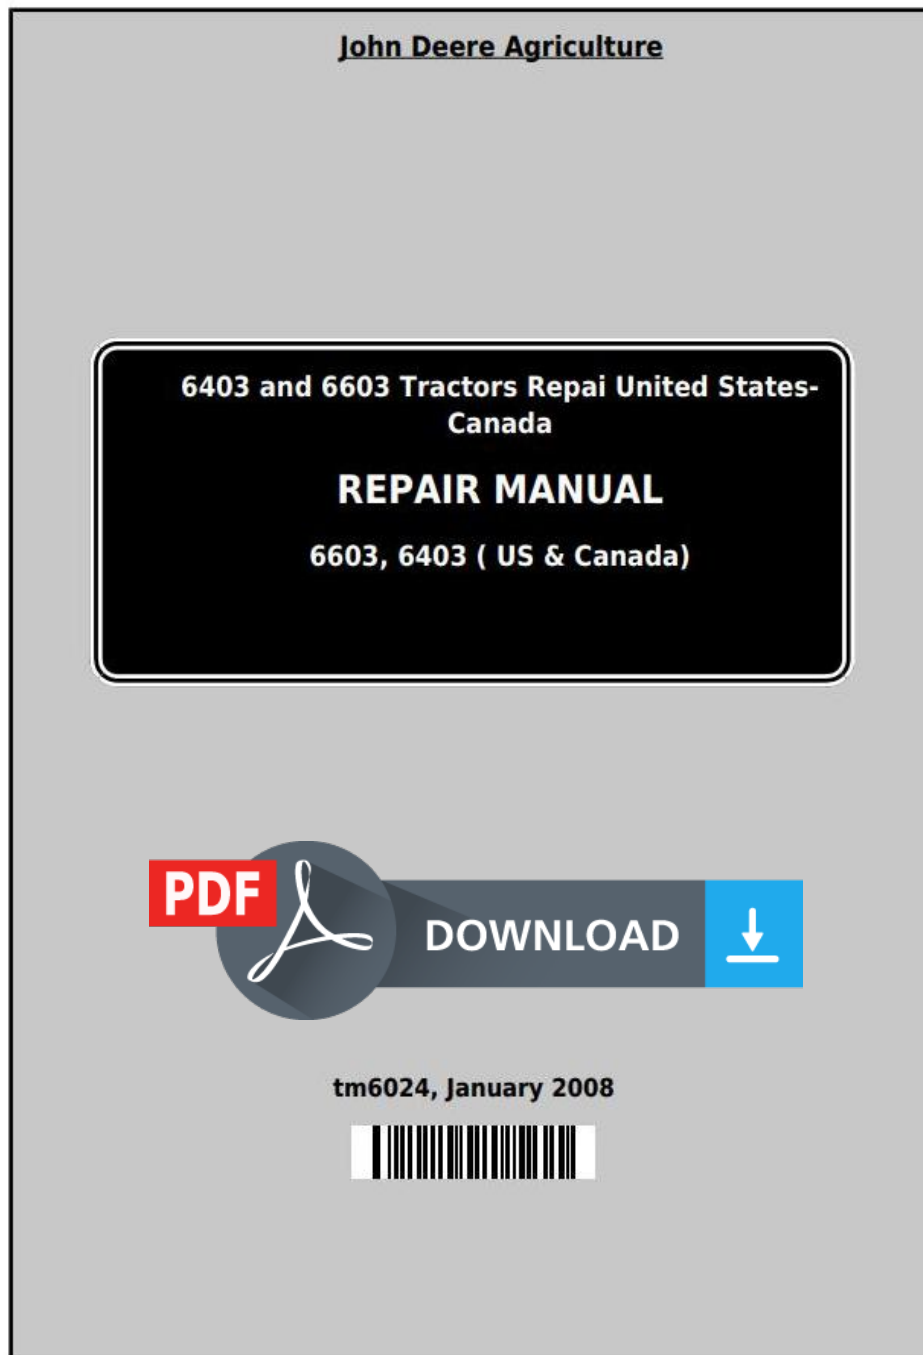 John Deere Agriculture
6403 and 6603 Tractors Repai United States-
Canada
REPAIR MANUAL
6603, 6403 ( US & Canada)
PDF
DOWNLOAD
tm6024, January 2008